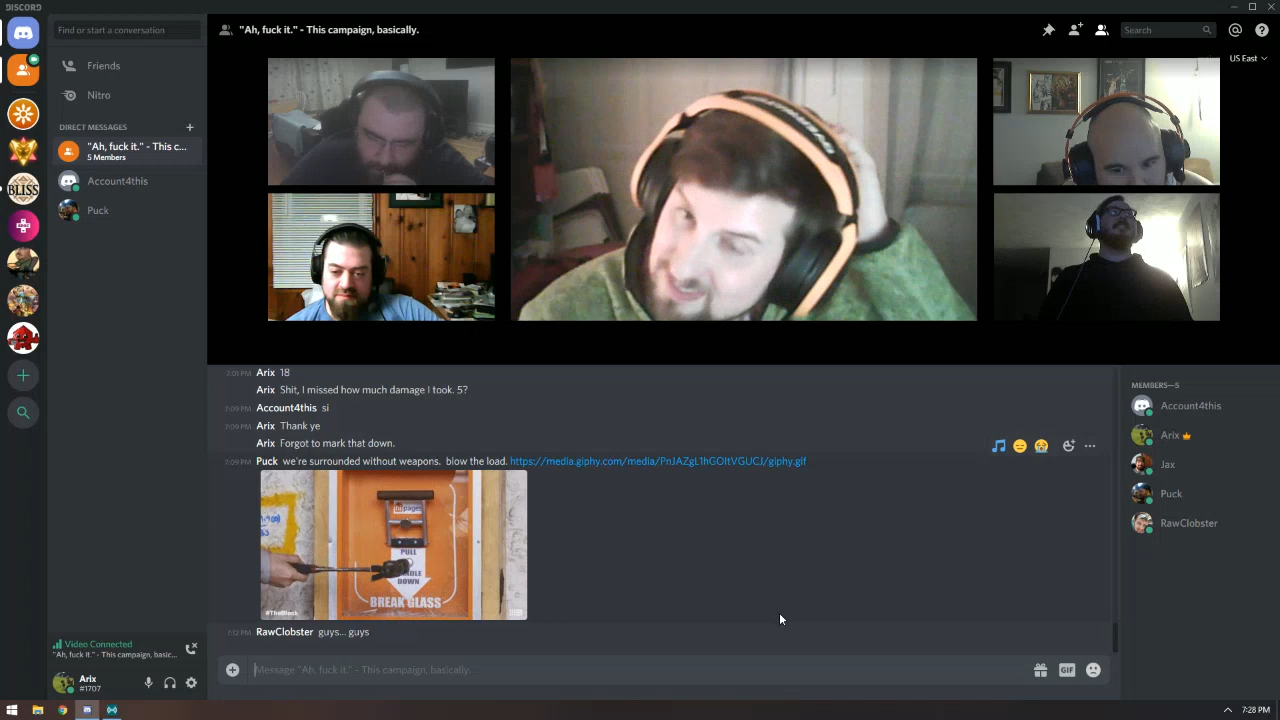 DISCORD
Find or start a conversation
"Ah, fuck it." - This campaign, basically.
Search
US East
Friends
Nitro
DIRECT MESSAGES
"Ah, fuck it." - This c...
5 Members
Account4this
Puck
BLISS
7:01 PM Arix 18
Arix Shit, I missed how much damage I took. 5?
Account4this si
7:09 PM Arix Thank ye
Arix Forgot to mark that down.
7:09 PM Puck we're surrounded without weapons. blow the load. https://media.giphy.com/media/PnJAZgL1hGOltVGUCJ/giphy.gif
PULL
DOWN
BREAK GLASS
7:12 PM RawClobster guys... guys
MEMBERS—5
Account4this
Arix
Jax
Puck
RawClobster
Video Connected
"Ah, fuck it." - This campaign, basic...
Arix
#1707
Message "Ah, fuck it." - This campaign, basically.
GIF
7:28 PM